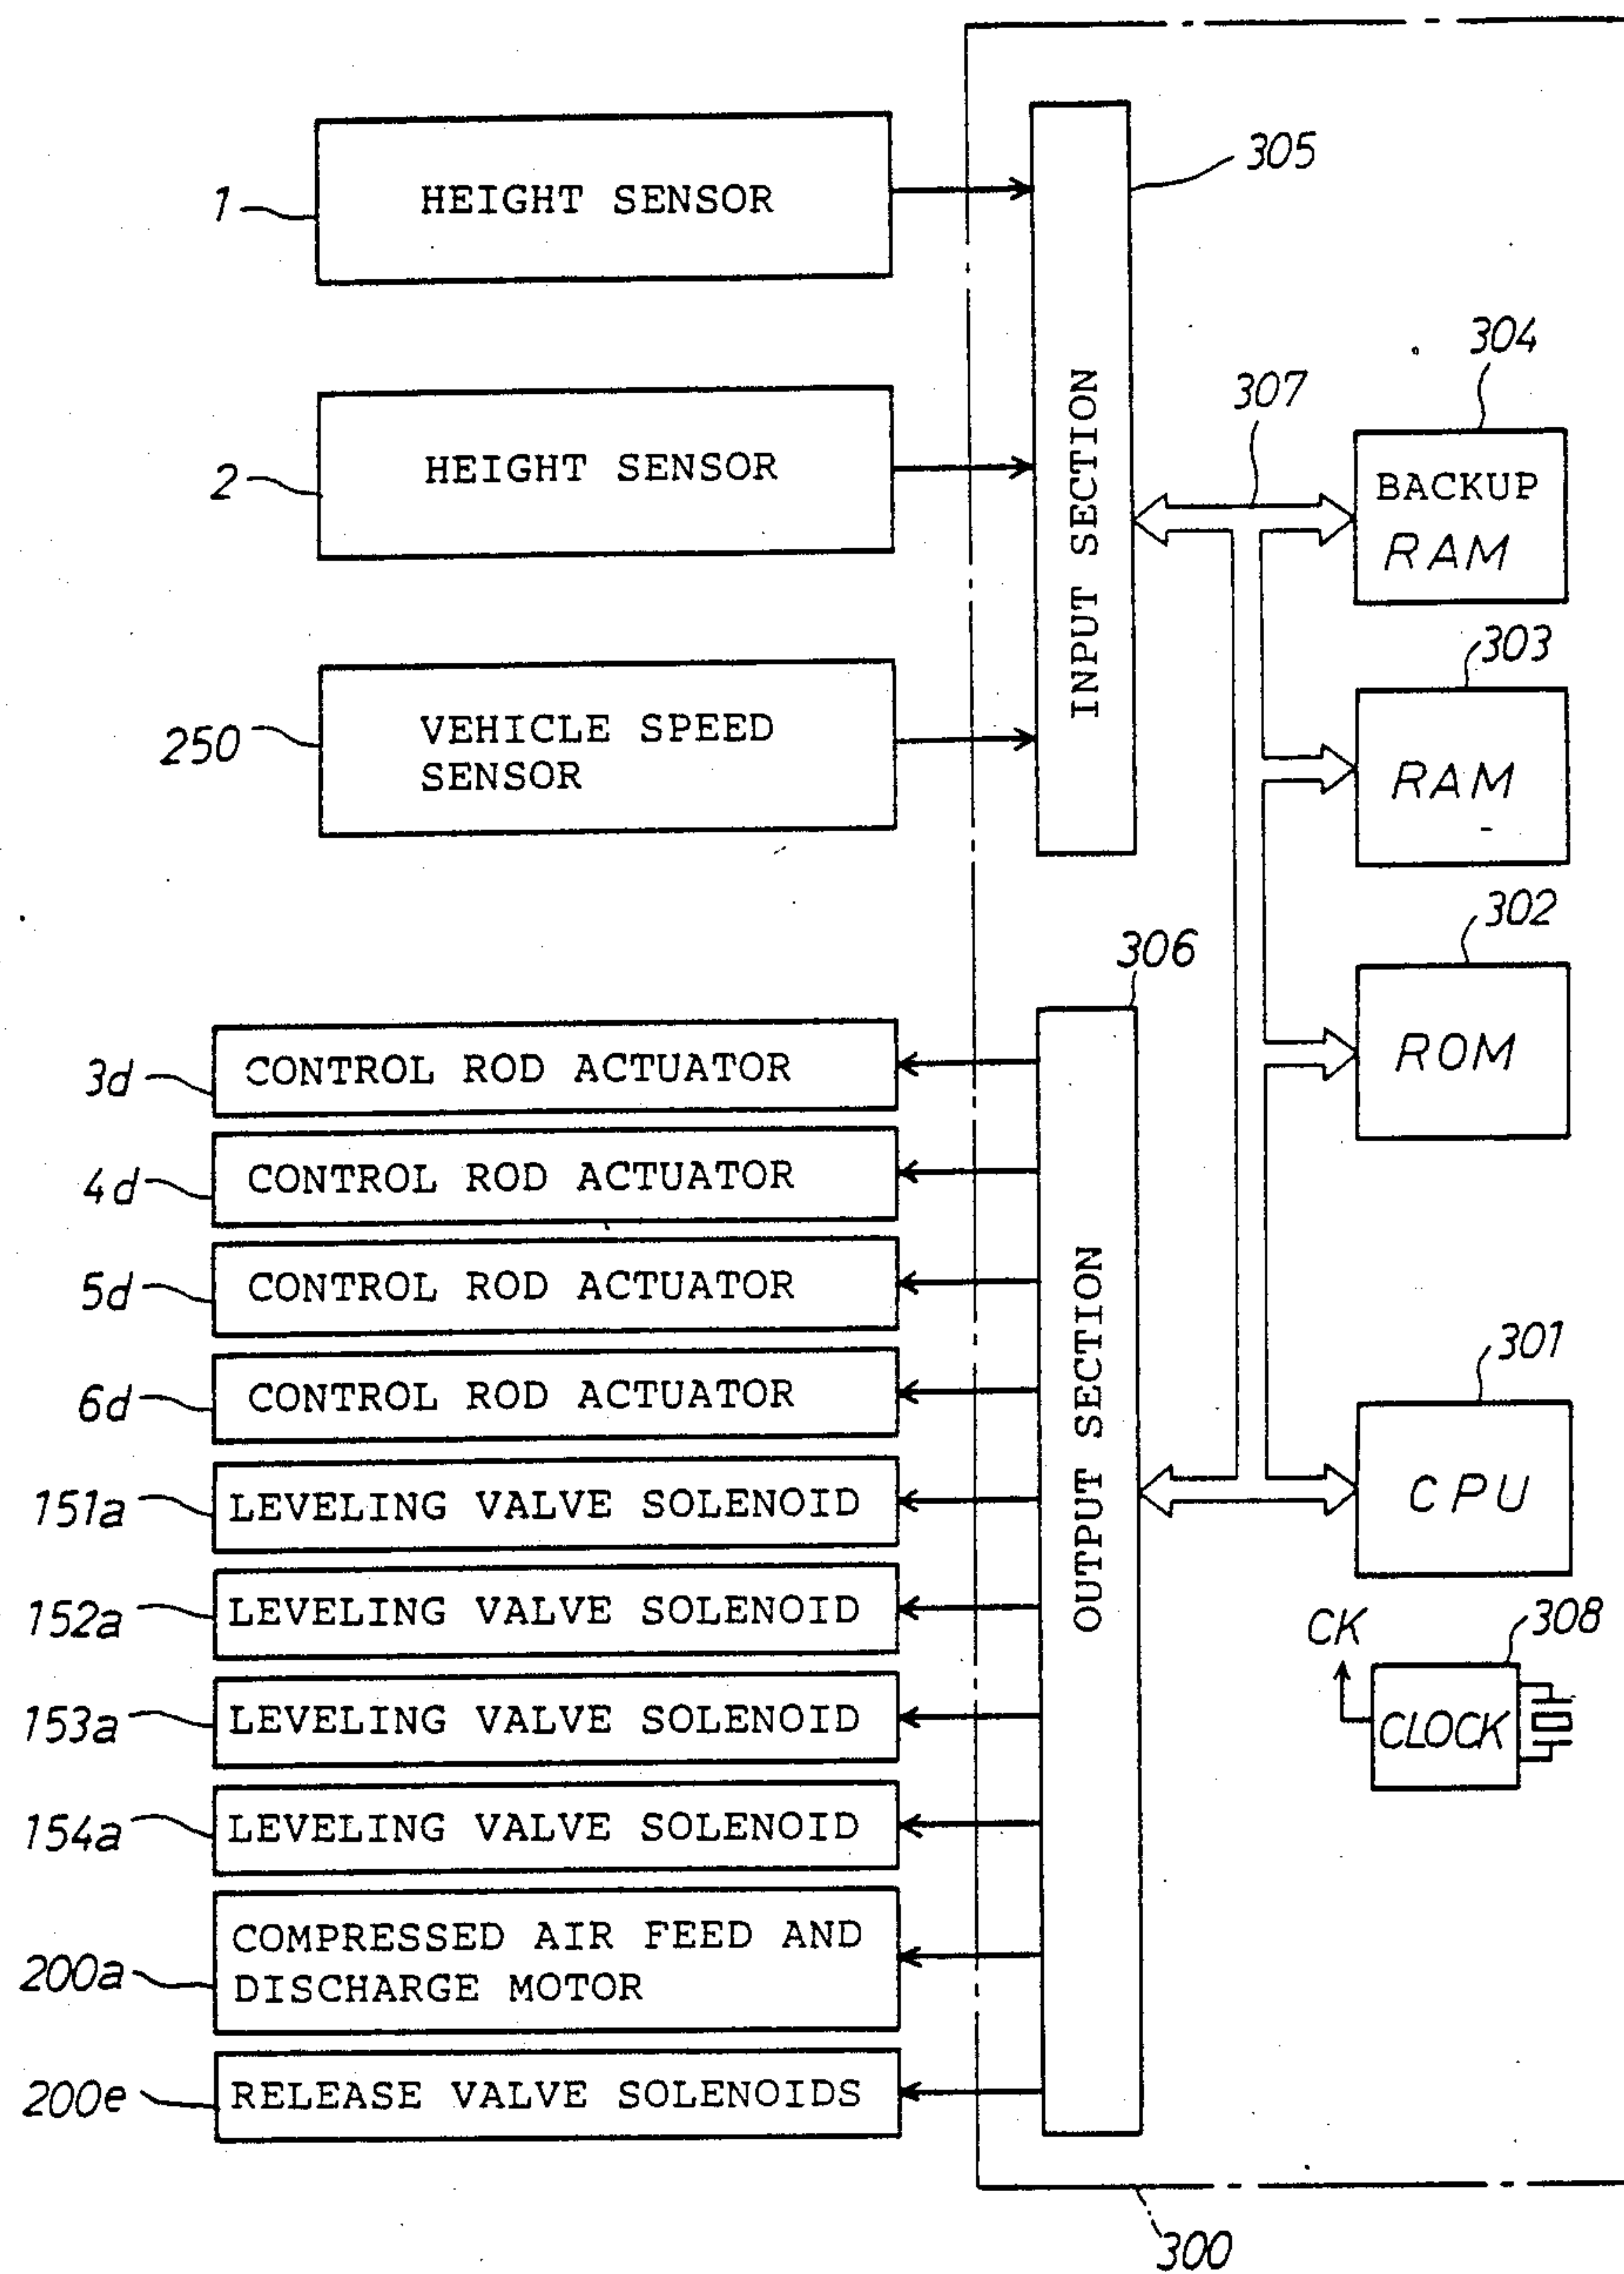 1
HEIGHT SENSOR
305
2
HEIGHT SENSOR
INPUT SECTION
307
304
BACKUP
RAM
250
VEHICLE SPEED
SENSOR
303
RAM
302
ROM
306
3d
CONTROL ROD ACTUATOR
4d
CONTROL ROD ACTUATOR
5d
CONTROL ROD ACTUATOR
6d
CONTROL ROD ACTUATOR
151a
LEVELING VALVE SOLENOID
152a
LEVELING VALVE SOLENOID
153a
LEVELING VALVE SOLENOID
154a
LEVELING VALVE SOLENOID
200a
COMPRESSED AIR FEED AND
DISCHARGE MOTOR
200e
RELEASE VALVE SOLENOIDS
OUTPUT SECTION
301
CPU
CK
308
CLOCK
300